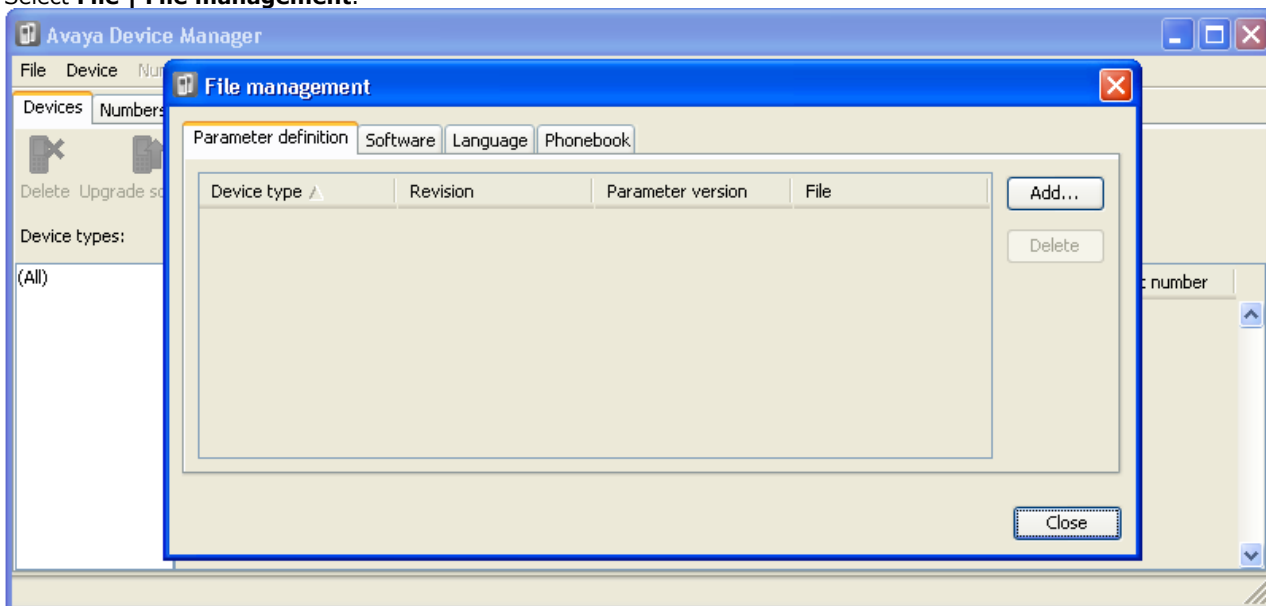 Select File | File management.
Avaya Device Manager
File Device
File management
Devices Numbers
Parameter definition Software Language Phonebook
Delete Upgrade
Device type Revision Parameter version File
Add...
Device types:
Delete
(All)
number
Close